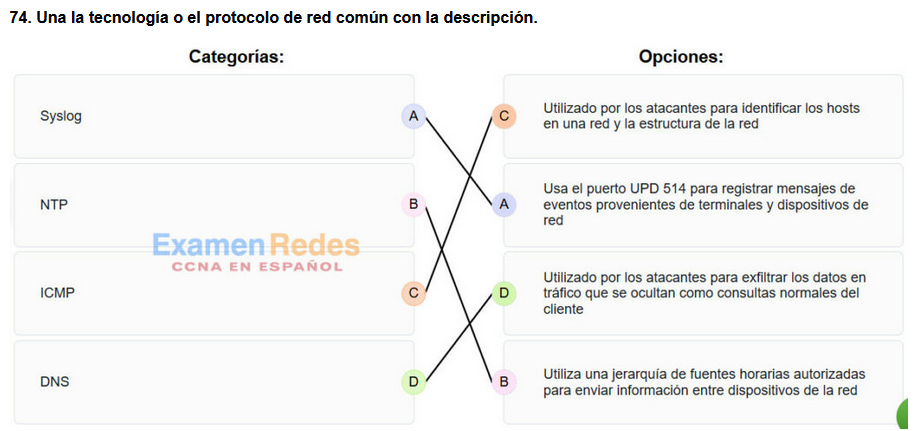 74. Una la tecnología o el protocolo de red común con la descripción.
Categorías:
Opciones:
Syslog
A
C
Utilizado por los atacantes para identificar los hosts
en una red y la estructura de la red
NTP
B
A
Usa el puerto UPD 514 para registrar mensajes de
eventos provenientes de terminales y dispositivos de
red
ExamenRedes
CCNA EN ESPAÑOL
ICMP
C
D
Utilizado por los atacantes para exfiltrar los datos en
tráfico que se ocultan como consultas normales del
cliente
DNS
D
B
Utiliza una jerarquía de fuentes horarias autorizadas
para enviar información entre dispositivos de la red